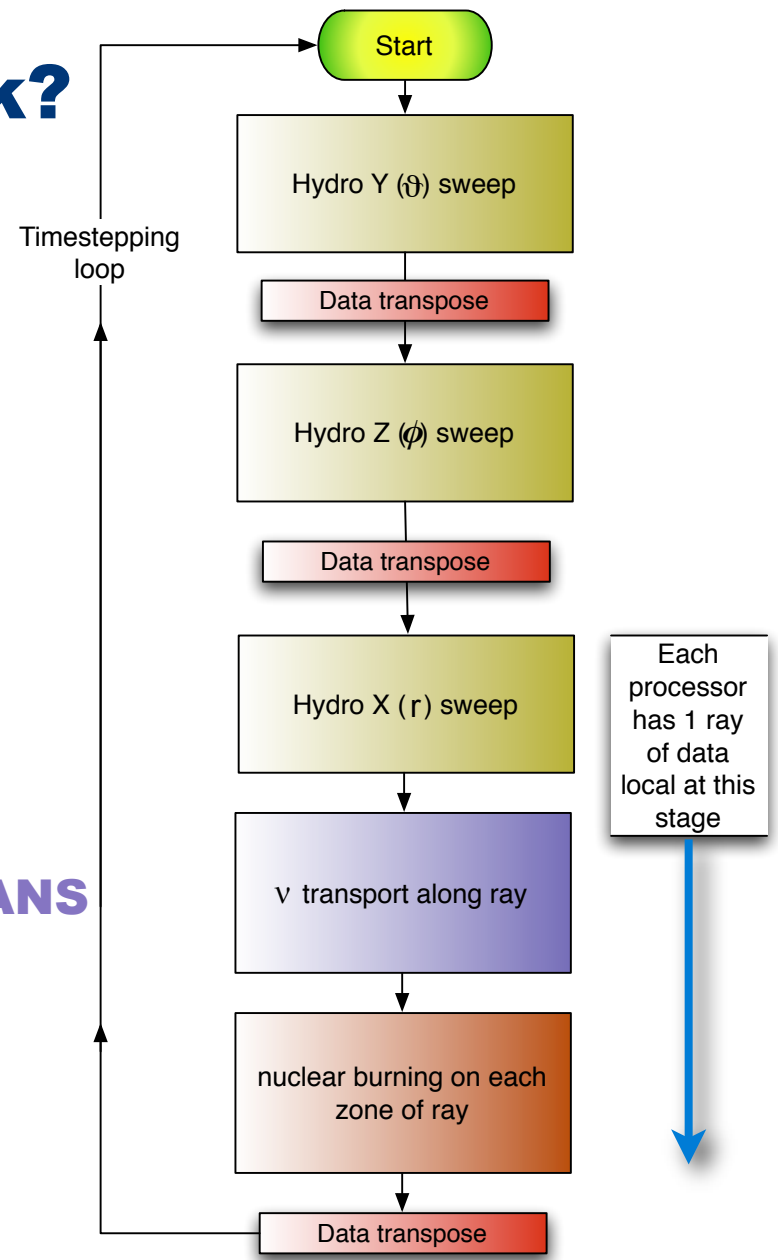 Start
k?
Hydro Y (ϑ) sweep
Timestepping
loop
Data transpose
Hydro Z (ϕ) sweep
Data transpose
Hydro X (r) sweep
Each
processor
has 1 ray
of data
local at this
stage
ν transport along ray
ANS
nuclear burning on each
zone of ray
Data transpose